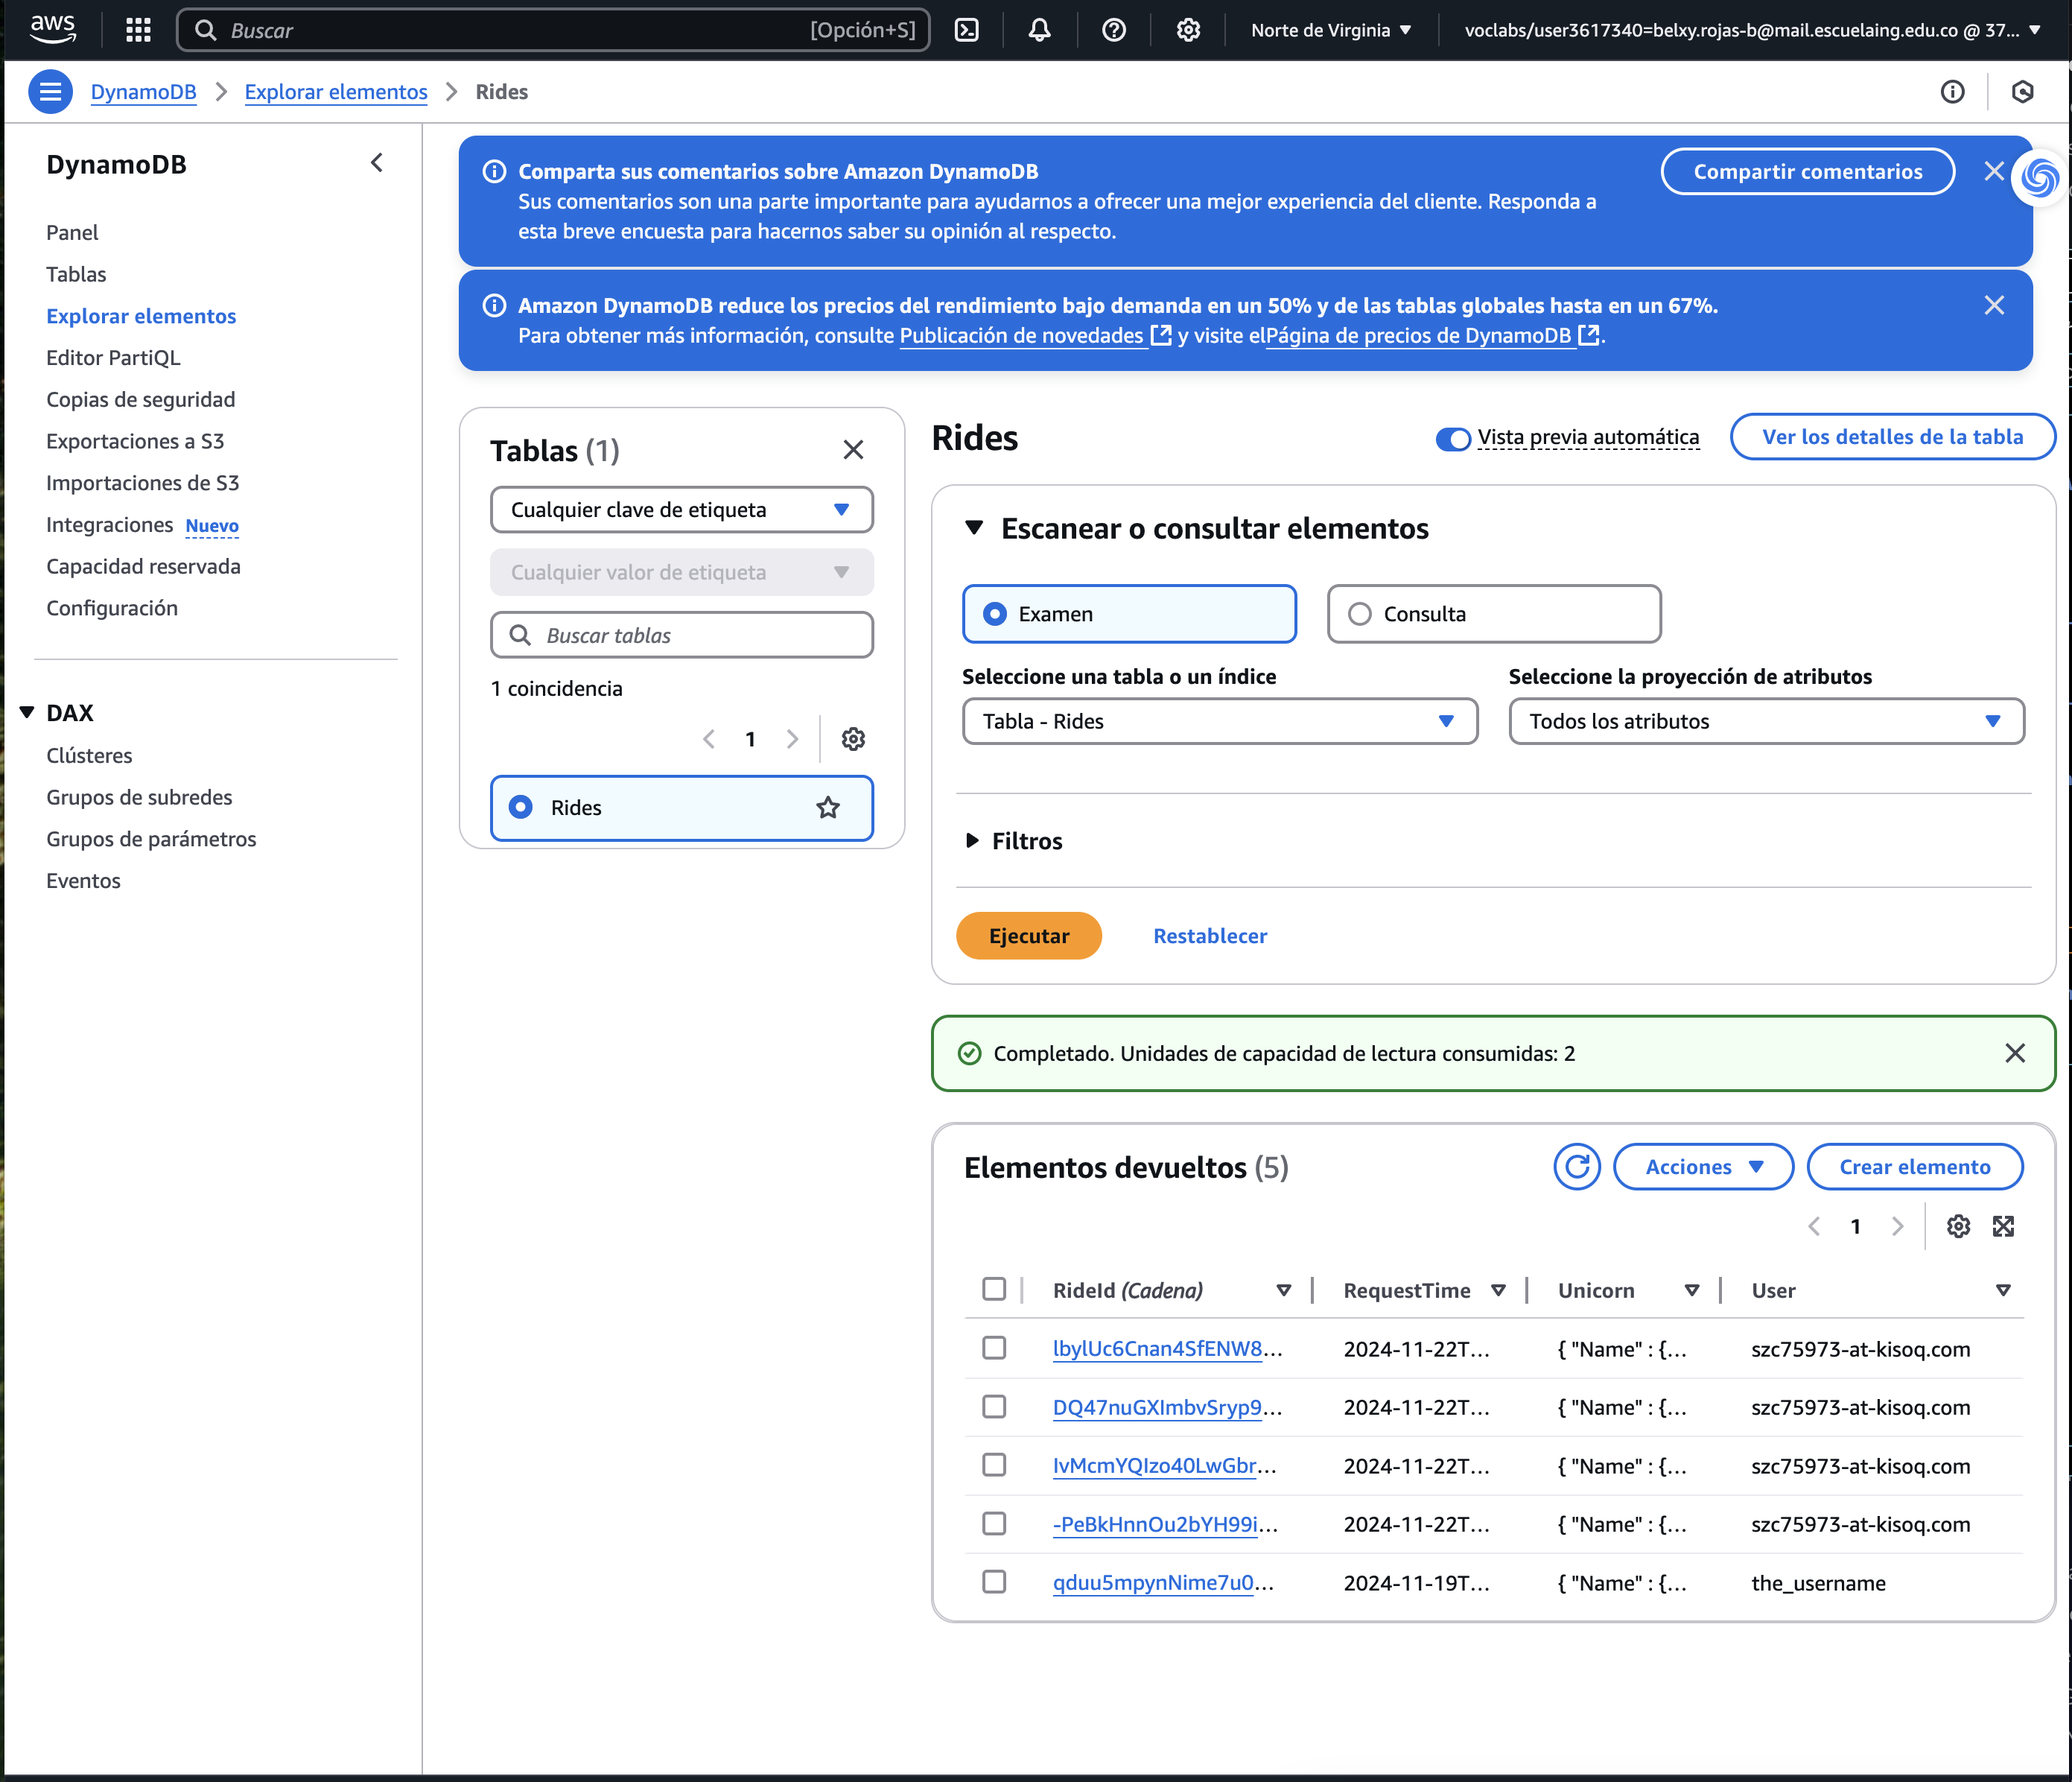 aws
Buscar
[Opción+S]
Norte de Virginia
voclabs/user3617340=belxy.rojas-b@mail.escuelaing.edu.co @ 37...
DynamoDB
Explorar elementos
Rides
DynamoDB
Panel
Tablas
Explorar elementos
Editor PartiQL
Copias de seguridad
Exportaciones a S3
Importaciones de S3
Integraciones Nuevo
Capacidad reservada
Configuración
DAX
Clústeres
Grupos de subredes
Grupos de parámetros
Eventos
Comparta sus comentarios sobre Amazon DynamoDB
Sus comentarios son una parte importante para ayudarnos a ofrecer una mejor experiencia del cliente. Responda a
esta breve encuesta para hacernos saber su opinión al respecto.
Compartir comentarios
Amazon DynamoDB reduce los precios del rendimiento bajo demanda en un 50% y de las tablas globales hasta en un 67%.
Para obtener más información, consulte Publicación de novedades y visite elPágina de precios de DynamoDB .
Tablas (1)
Cualquier clave de etiqueta
Cualquier valor de etiqueta
Buscar tablas
1 coincidencia
1
Rides
Rides
Vista previa automática
Ver los detalles de la tabla
Escanear o consultar elementos
Examen
Consulta
Seleccione una tabla o un índice
Tabla - Rides
Seleccione la proyección de atributos
Todos los atributos
Filtros
Ejecutar
Restablecer
Completado. Unidades de capacidad de lectura consumidas: 2
Elementos devueltos (5)
Acciones
Crear elemento
1
RideId (Cadena) RequestTime Unicorn User
lbylUc6Cnan4SfENW8... 2024-11-22T... { "Name" : {... szc75973-at-kisoq.com
DQ47nuGXImbvSryp9... 2024-11-22T... { "Name" : {... szc75973-at-kisoq.com
IvMcmYQIzo40LwGbr... 2024-11-22T... { "Name" : {... szc75973-at-kisoq.com
-PeBkHnnOu2bYH99i... 2024-11-22T... { "Name" : {... szc75973-at-kisoq.com
qduu5mpynNime7u0... 2024-11-19T... { "Name" : {... the_username